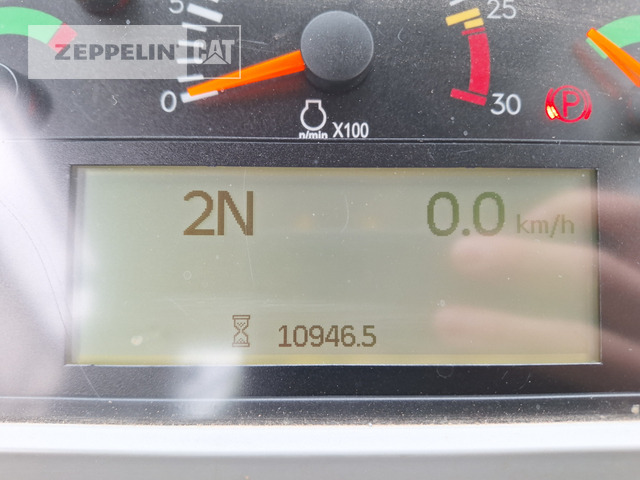 5
25
ZEPPELIN CAT
0
30
P
n/min X100
2N 0.0 km/h
10946.5